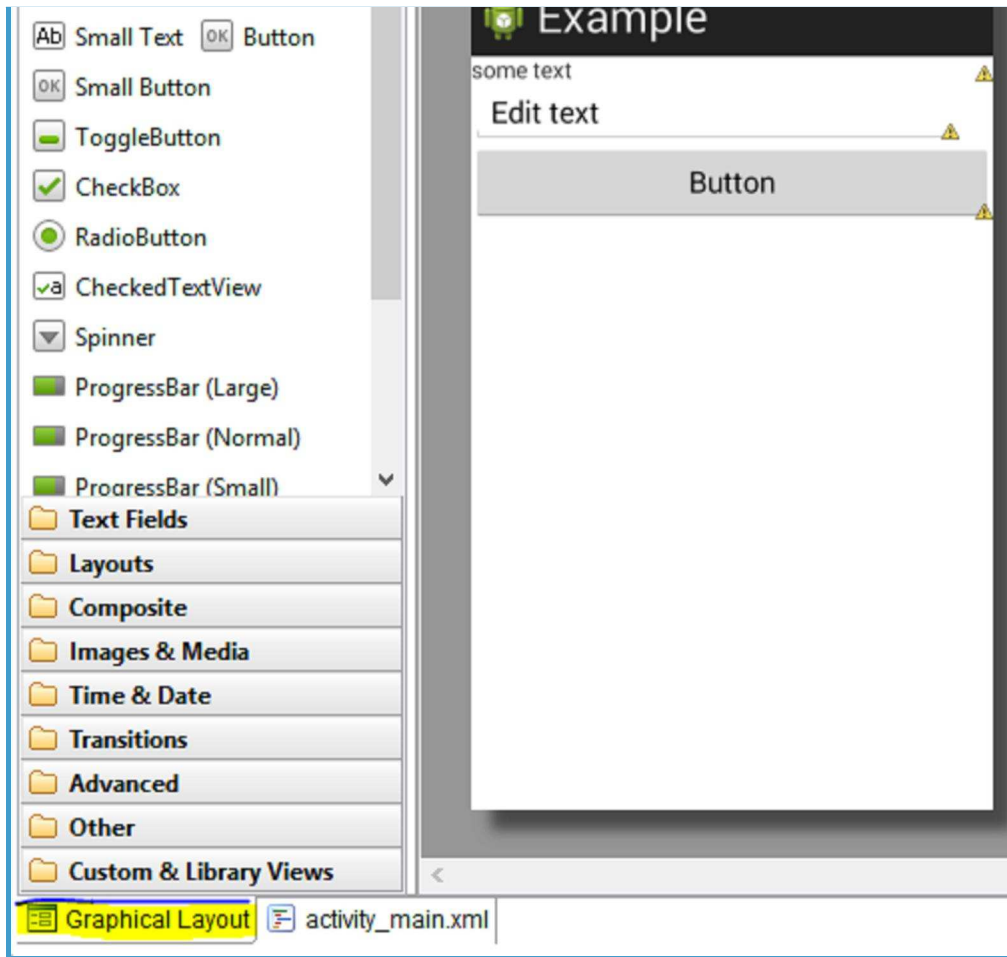 Ab Small Text OK Button
OK Small Button
ToggleButton
CheckBox
RadioButton
a CheckedTextView
Spinner
ProgressBar (Large)
ProgressBar (Normal)
ProgressBar (Small)
Text Fields
Layouts
Composite
Images & Media
Time & Date
Transitions
Advanced
Other
Custom & Library Views
Graphical Layout activity_main.xml
Example
some text
Edit text
Button